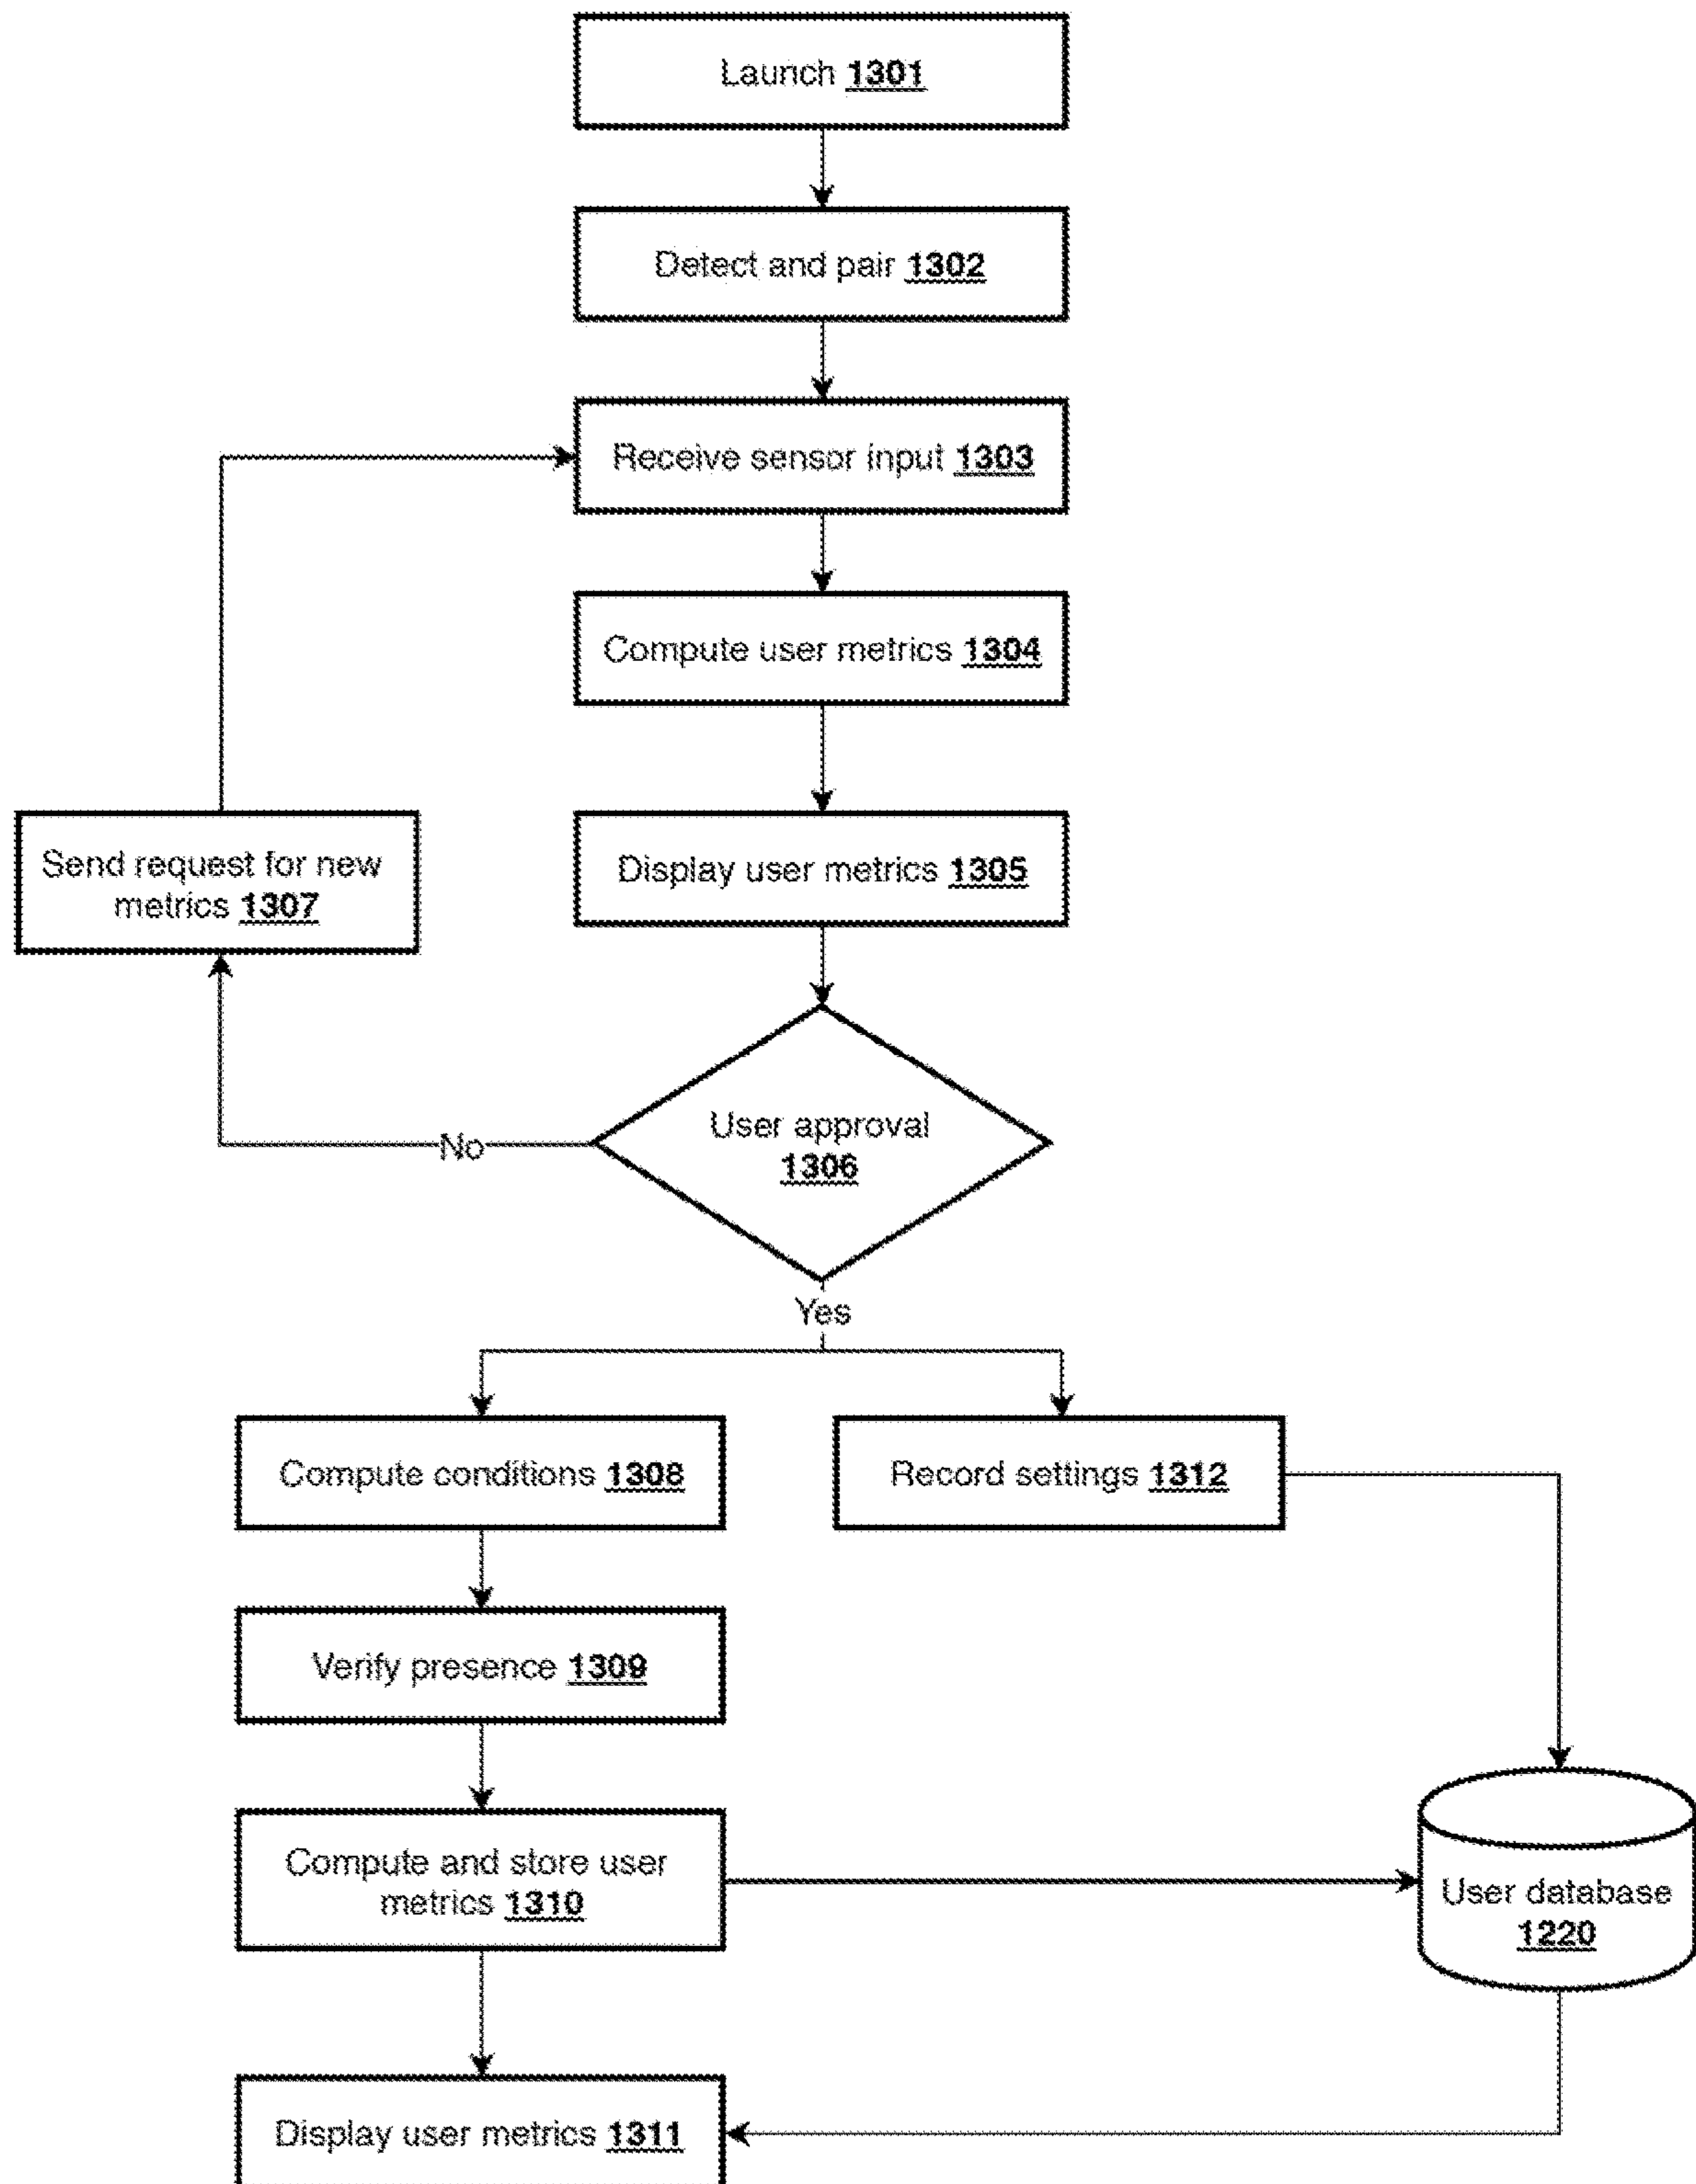 Launch 1301
Detect and pair 1302
Receive sensor input 1303
Compute user metrics 1304
Send request for new
metrics 1307
Display user metrics 1305
User approval
1306
No
Yes
Compute conditions 1308
Record settings 1312
Verify presence 1309
Compute and store user
metrics 1310
User database
1220
Display user metrics 1311